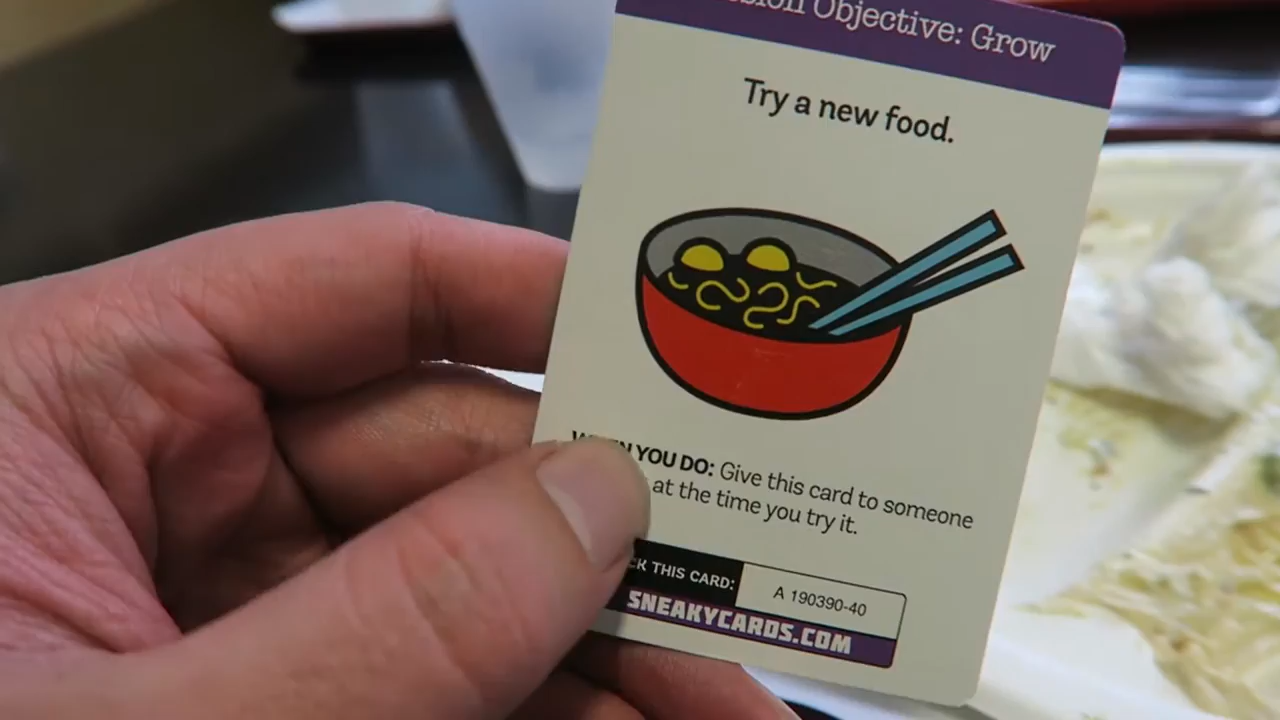 Objective: Grow
Try a new food.
YOU DO: Give this card to someone
at the time you try it.
THIS CARD:
A 190390-40
SNEAKYCARDS.COM